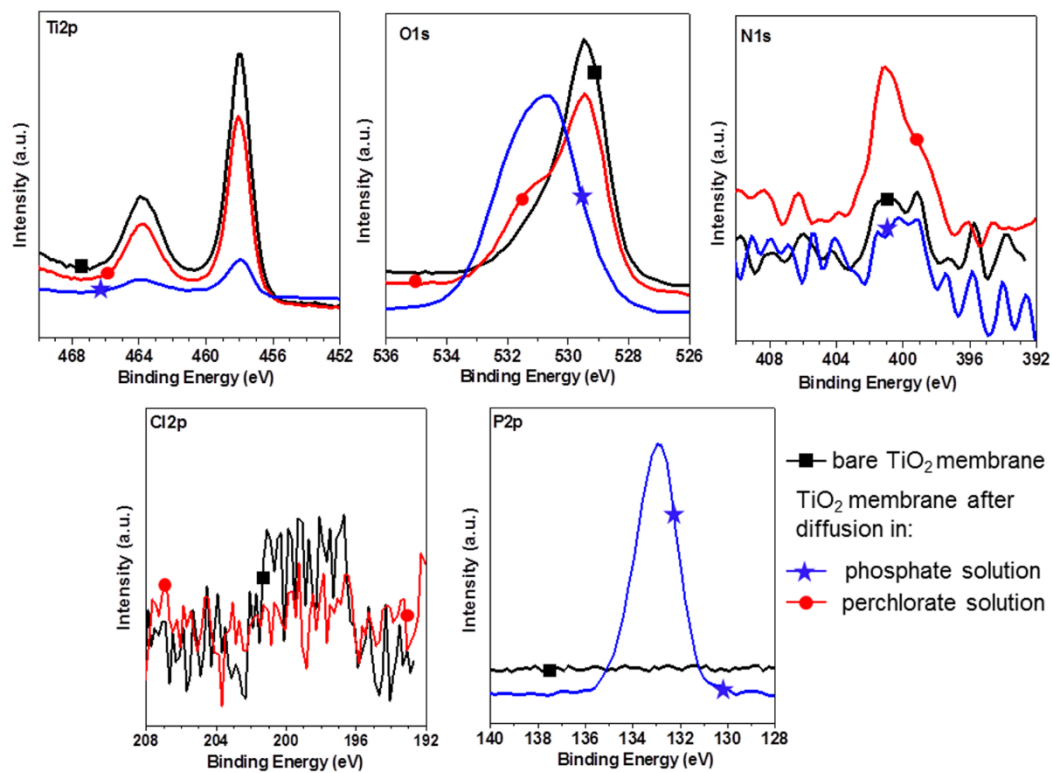 Ti2p
Intensity (a.u.)
468 464 460 456 452
Binding Energy (eV)
O1s
Intensity (a.u.)
536 534 532 530 528 526
Binding Energy (eV)
N1s
Intensity (a.u.)
408 404 400 396 392
Binding Energy (eV)
Cl2p
Intensity (a.u.)
208 204 200 196 192
Binding Energy (eV)
P2p
Intensity (a.u.)
140 138 136 134 132 130 128
Binding Energy (eV)
bare TiO₂ membrane
TiO₂ membrane after
diffusion in:
phosphate solution
perchlorate solution